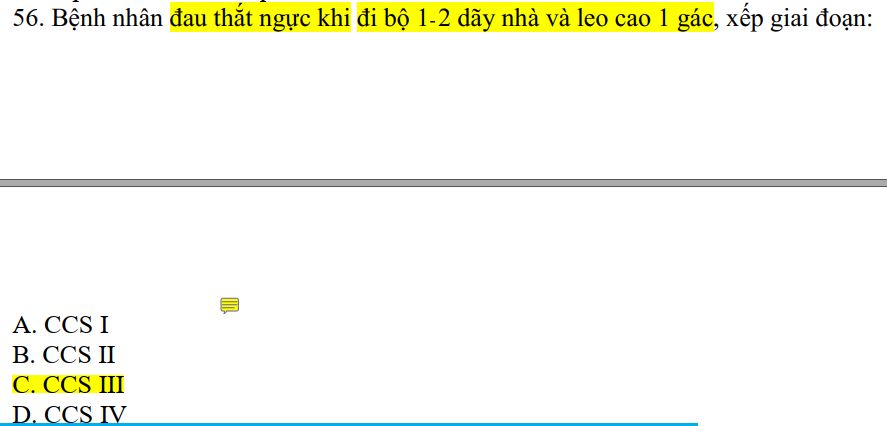 56. Bệnh nhân đau thắt ngực khi đi bộ 1-2 dãy nhà và leo cao 1 gác, xếp giai đoạn:
A. CCS I
B. CCS II
C. CCS III
D. CCS IV